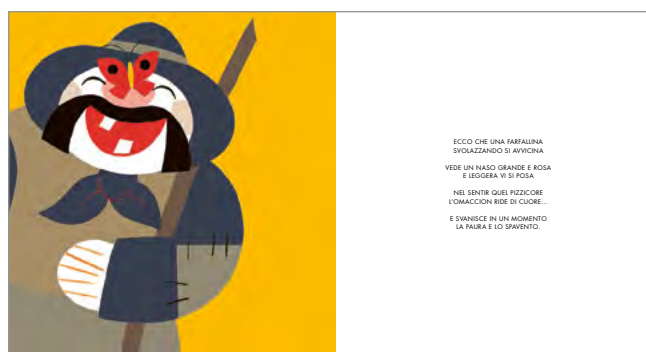 ECCO CHE UNA FARFALLINA
SVOLAZZANDO SI AVVICINA
VEDE UN NASO GRANDE E ROSA
E LEGGERA VI SI POSA
NEL SENTIR QUEL PIZZICORE
L'OMACCION RIDE DI CUORE...
E SVANISCE IN UN MOMENTO
LA PAURA E LO SPAVENTO.